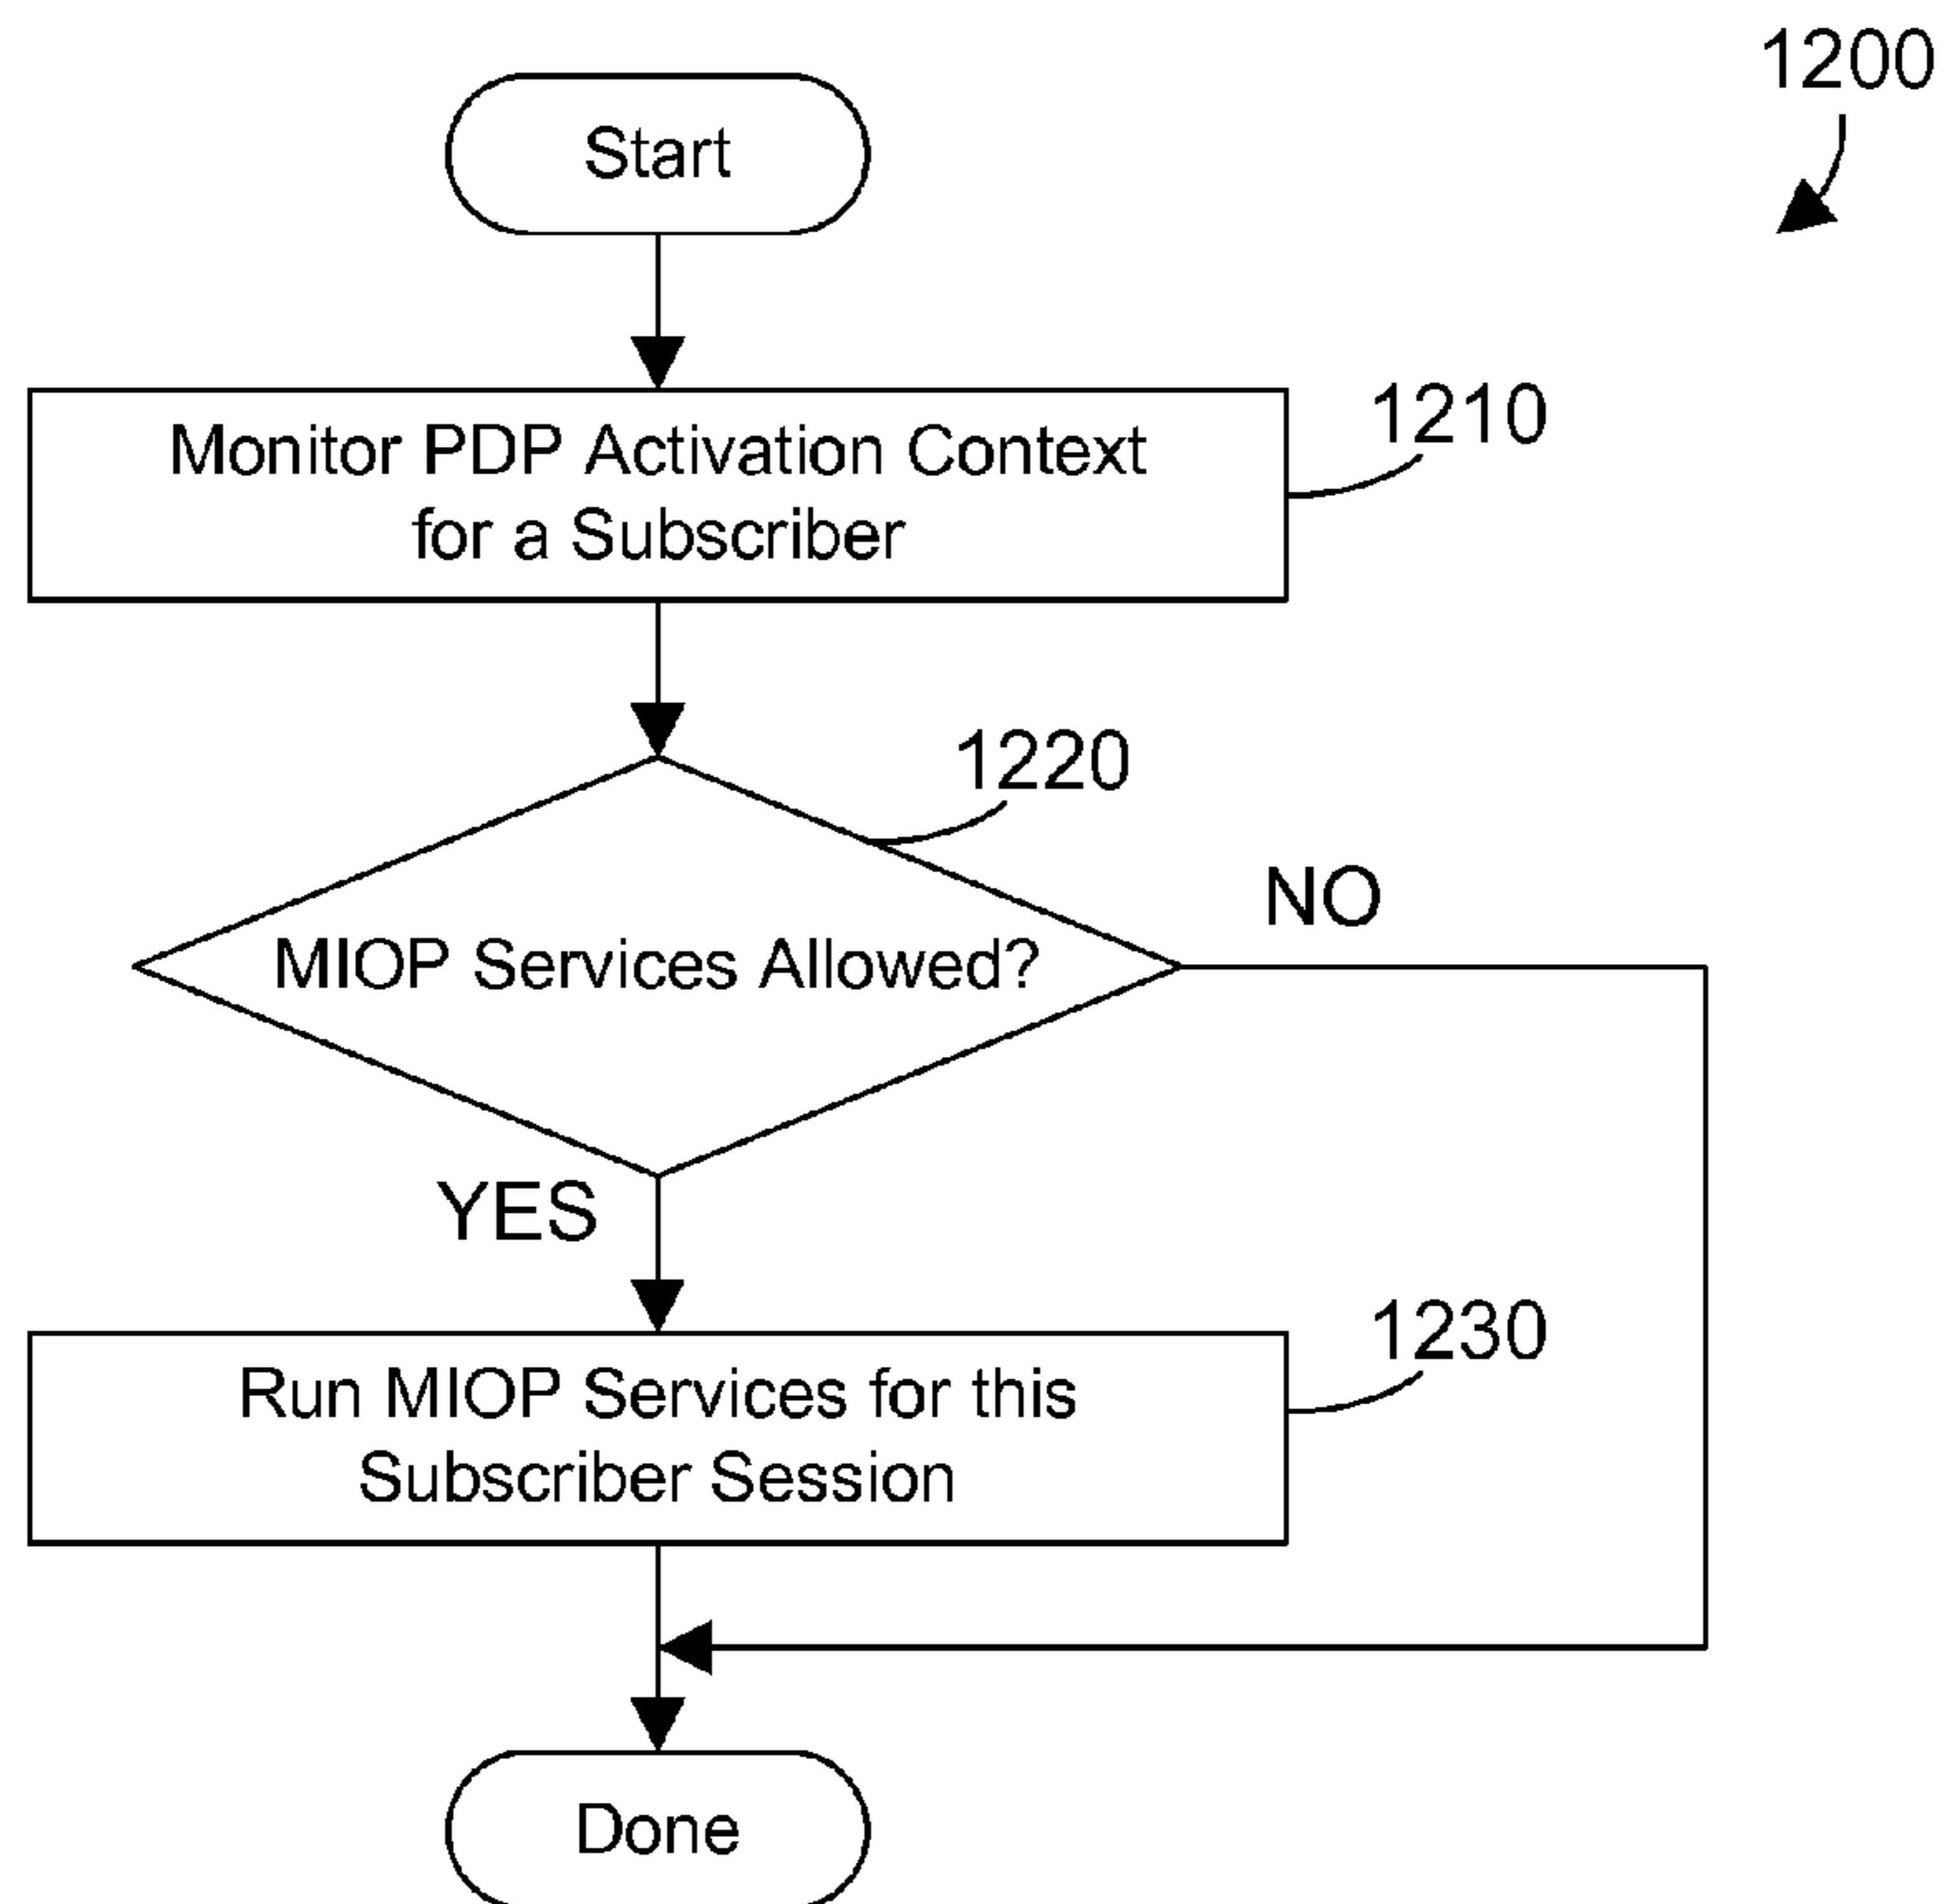 1200
Start
Monitor PDP Activation Context
for a Subscriber
1210
1220
MIOP Services Allowed?
NO
YES
Run MIOP Services for this
Subscriber Session
1230
Done